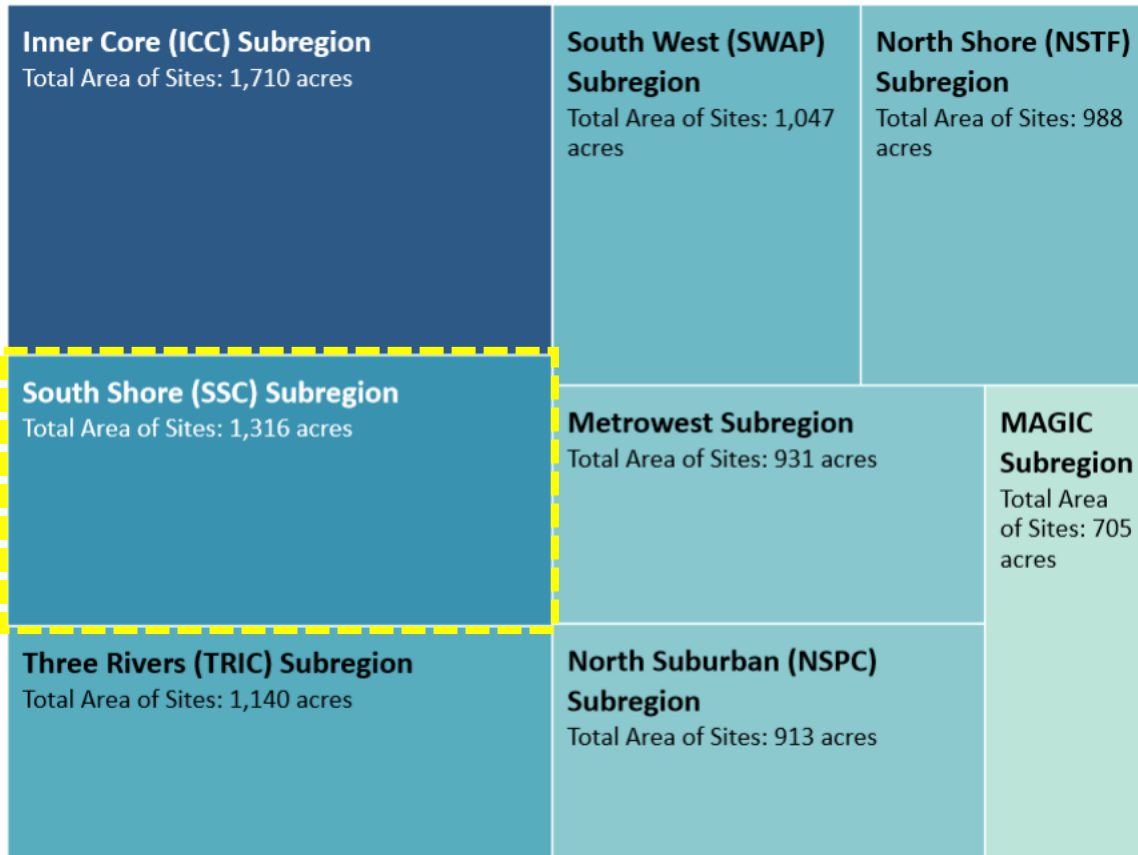 Inner Core (ICC) Subregion
Total Area of Sites: 1,710 acres
South Shore (SSC) Subregion
Total Area of Sites: 1,316 acres
Three Rivers (TRIC) Subregion
Total Area of Sites: 1,140 acres
South West (SWAP)
Subregion
Total Area of Sites: 1,047
acres
North Shore (NSTF)
Subregion
Total Area of Sites: 988
acres
Metrowest Subregion
Total Area of Sites: 931 acres
North Suburban (NSPC)
Subregion
Total Area of Sites: 913 acres
MAGIC
Subregion
Total Area
of Sites: 705
acres